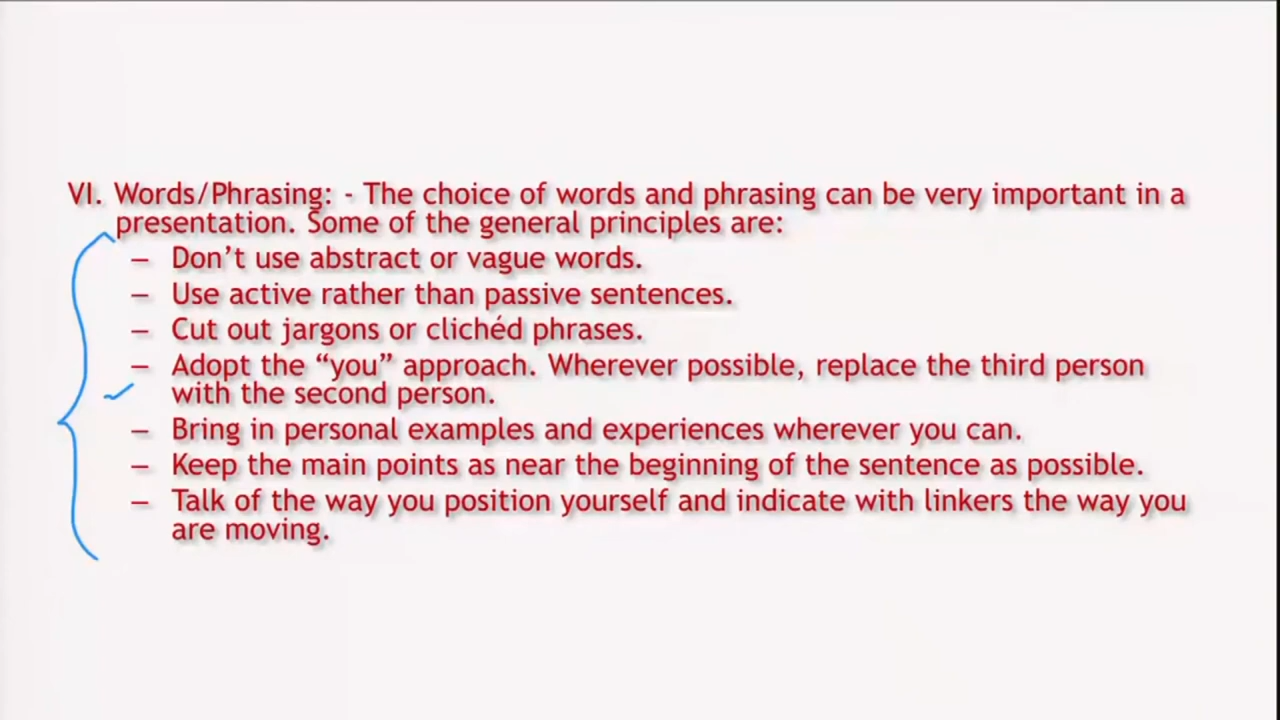 VI. Words/Phrasing: - The choice of words and phrasing can be very important in a
presentation. Some of the general principles are:
– Don’t use abstract or vague words.
– Use active rather than passive sentences.
– Cut out jargons or clichéd phrases.
– Adopt the “you” approach. Wherever possible, replace the third person
with the second person.
– Bring in personal examples and experiences wherever you can.
– Keep the main points as near the beginning of the sentence as possible.
– Talk of the way you position yourself and indicate with linkers the way you
are moving.